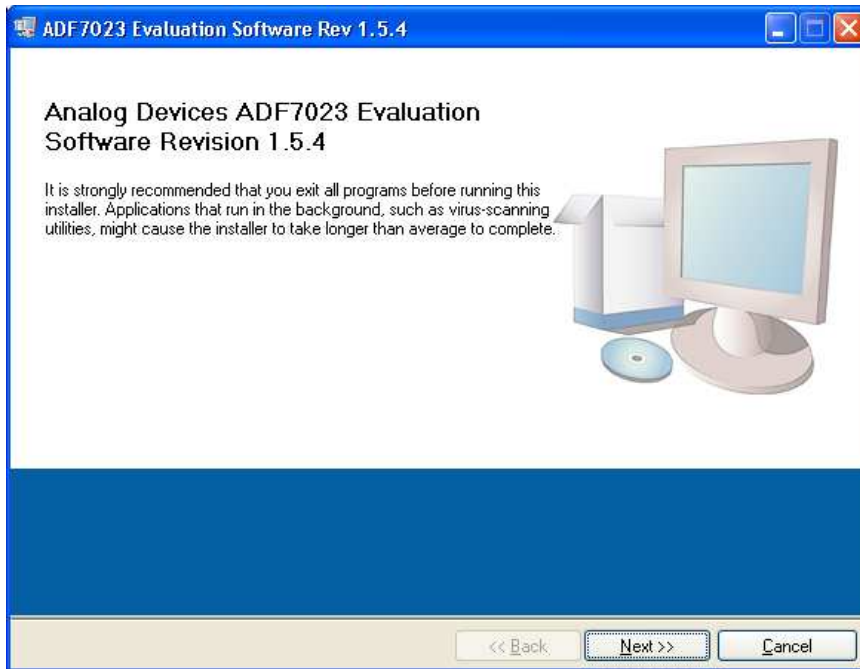 ADF7023 Evaluation Software Rev 1.5.4
Analog Devices ADF7023 Evaluation
Software Revision 1.5.4
It is strongly recommended that you exit all programs before running this
installer. Applications that run in the background, such as virus-scanning
utilities, might cause the installer to take longer than average to complete.
<< Back
Next >>
Cancel